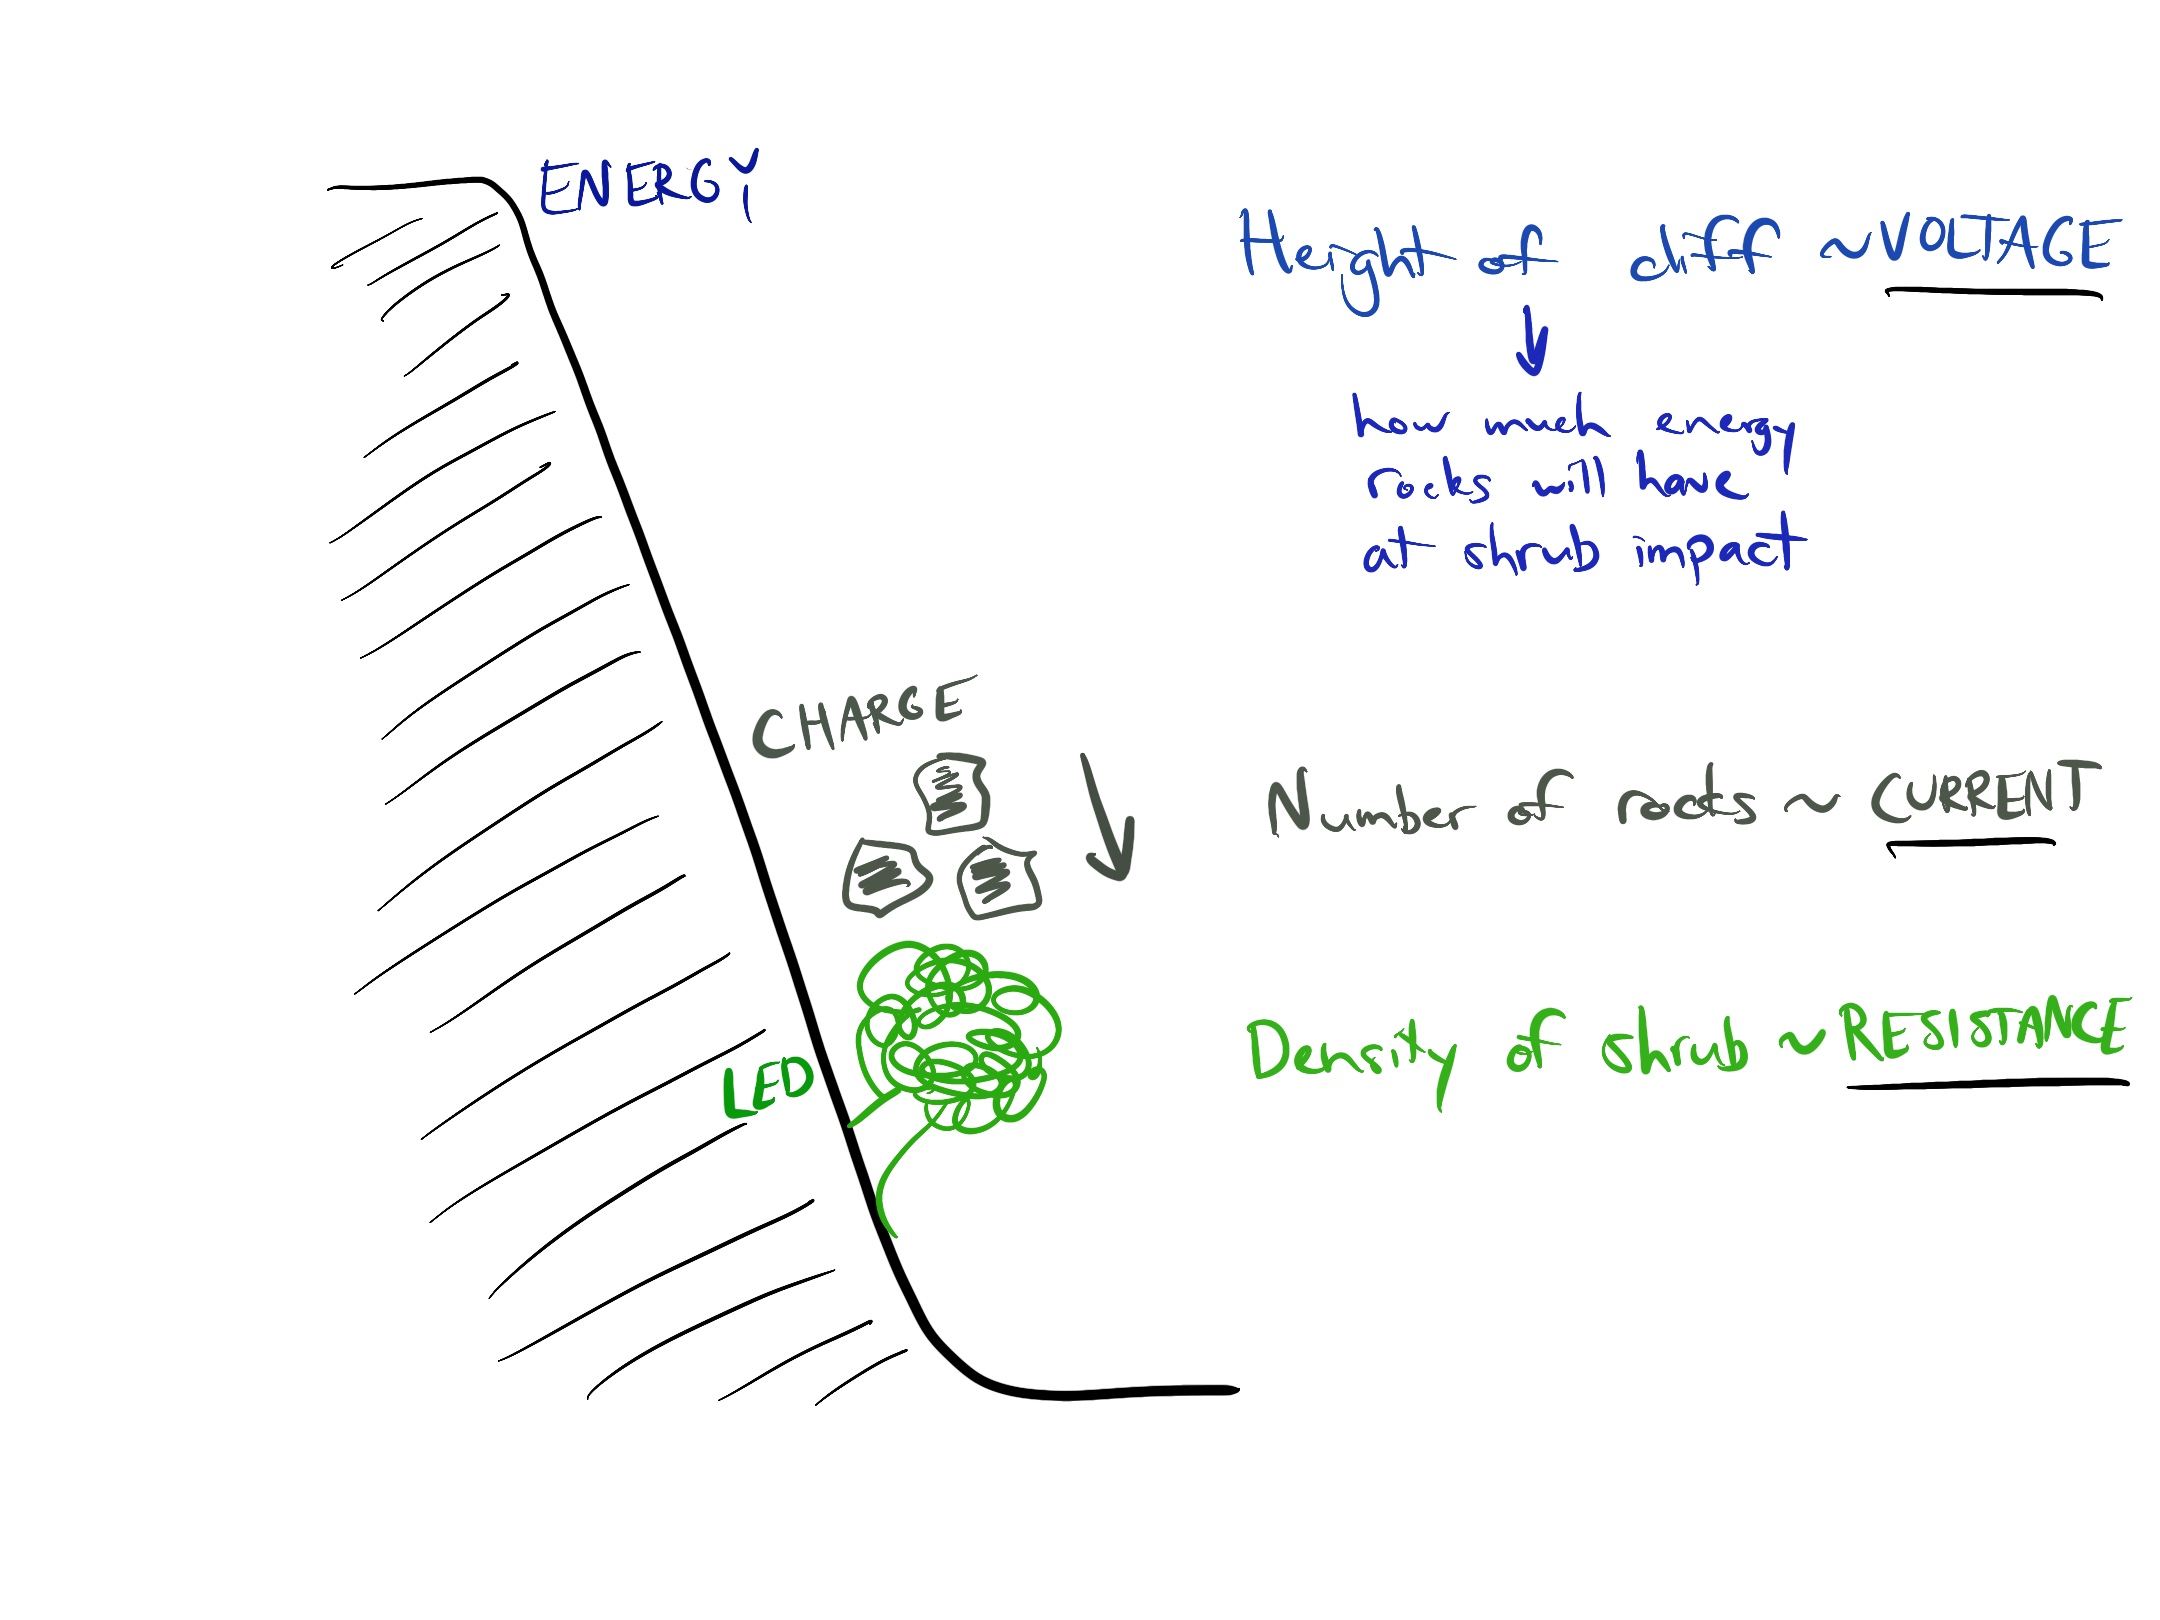 ENERGY
Height of diff ~VOLTAGE
how much energy
rocks will have
at shrub impact
CHARGE
Number of rocks ~ CURRENT
LED
Density of shrub ~ RESISTANCE